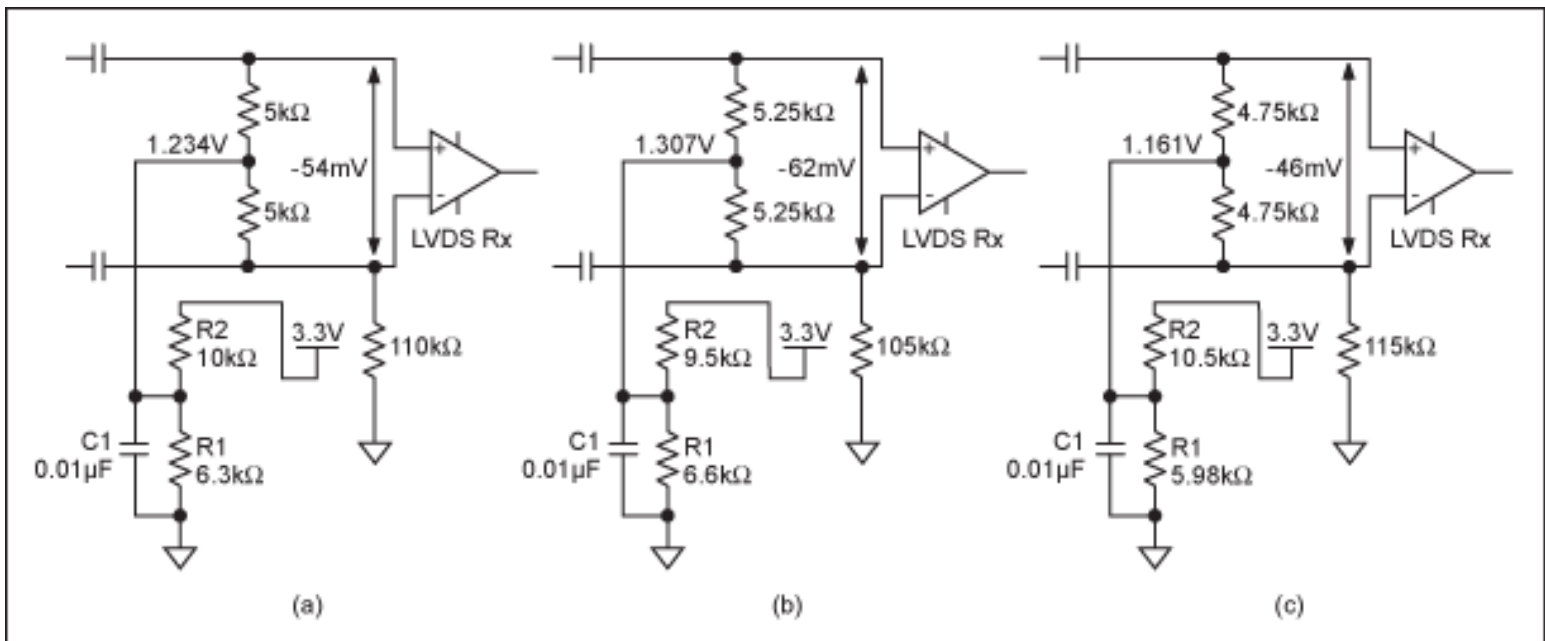 5kΩ
1.234V
-54mV
+
-
5kΩ
LVDS Rx
R2
10kΩ
3.3V
110kΩ
C1
0.01µF
R1
6.3kΩ
(a)
5.25kΩ
1.307V
-62mV
+
-
5.25kΩ
LVDS Rx
R2
9.5kΩ
3.3V
105kΩ
C1
0.01µF
R1
6.6kΩ
(b)
4.75kΩ
1.161V
-46mV
+
-
4.75kΩ
LVDS Rx
R2
10.5kΩ
3.3V
115kΩ
C1
0.01µF
R1
5.98kΩ
(c)